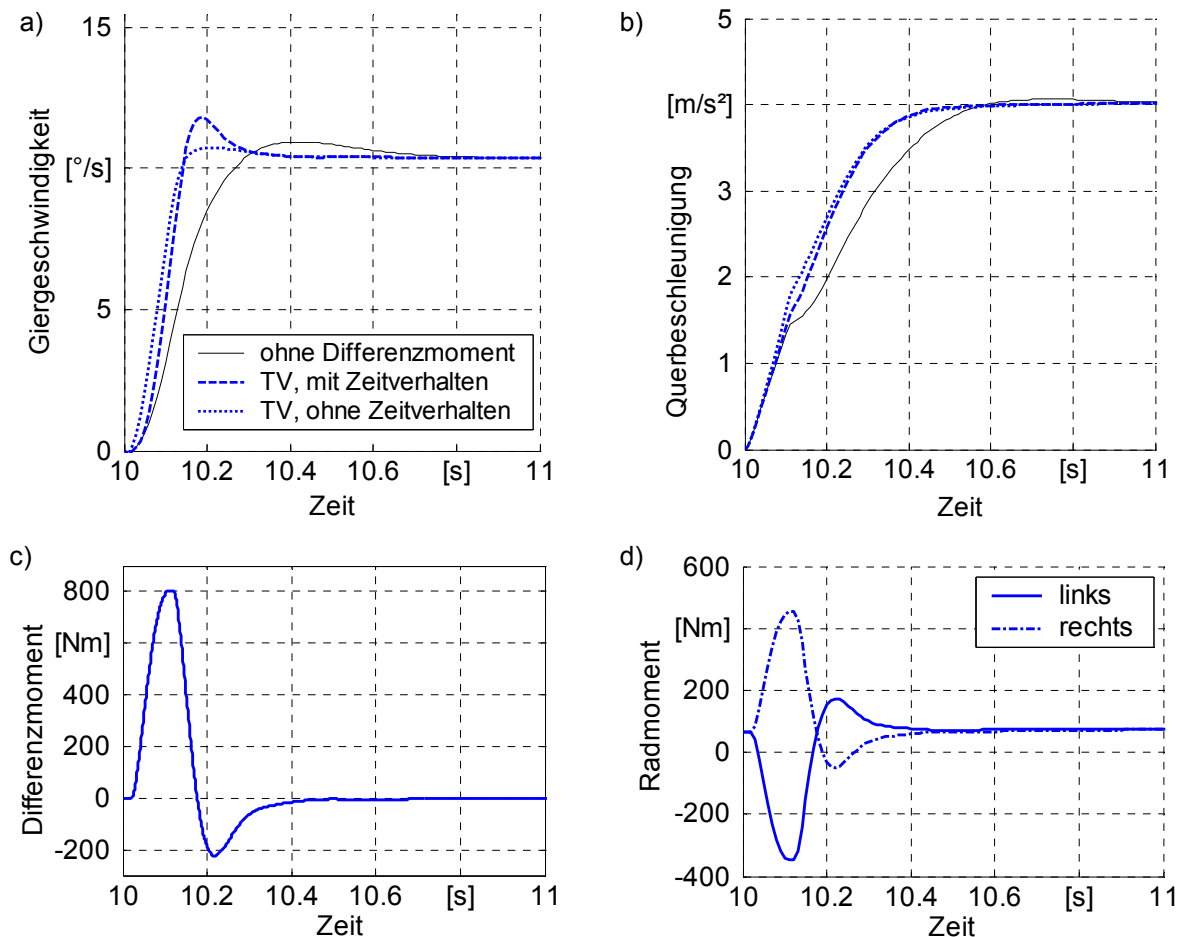 a)
15
[°/s]
5
0
Giergeschwindigkeit
ohne Differenzmoment
TV, mit Zeitverhalten
TV, ohne Zeitverhalten
10 10.2 10.4 10.6 [s] 11
Zeit
b)
5
[m/s²]
3
2
1
0
Querbeschleunigung
10 10.2 10.4 10.6 [s] 11
Zeit
c)
800
[Nm]
400
200
0
-200
Differenzmoment
10 10.2 10.4 10.6 [s] 11
Zeit
d)
600
[Nm]
200
0
-200
-400
Radmoment
links
rechts
10 10.2 10.4 10.6 [s] 11
Zeit